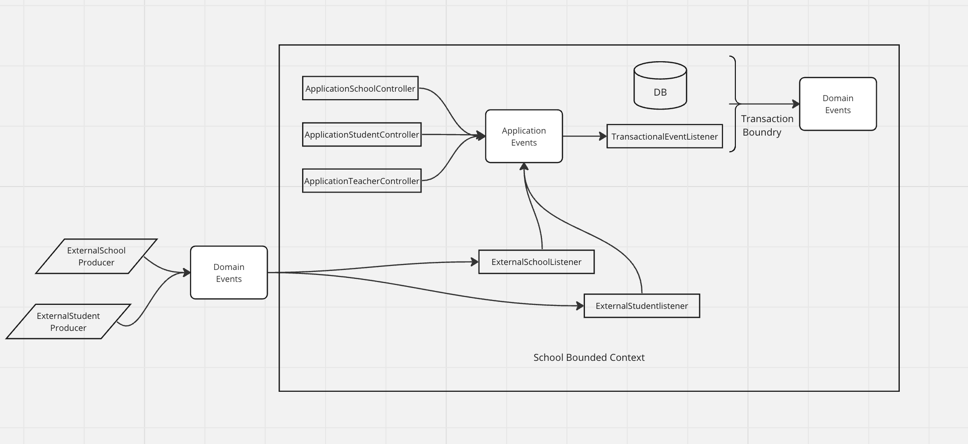 ApplicationSchoolController
ApplicationStudentController
ApplicationTeacherController
Application
Events
DB
TransactionalEventListener
Transaction
Boundry
Domain
Events
ExternalSchool
Producer
ExternalStudent
Producer
Domain
Events
ExternalSchoolListener
ExternalStudentlistener
School Bounded Context